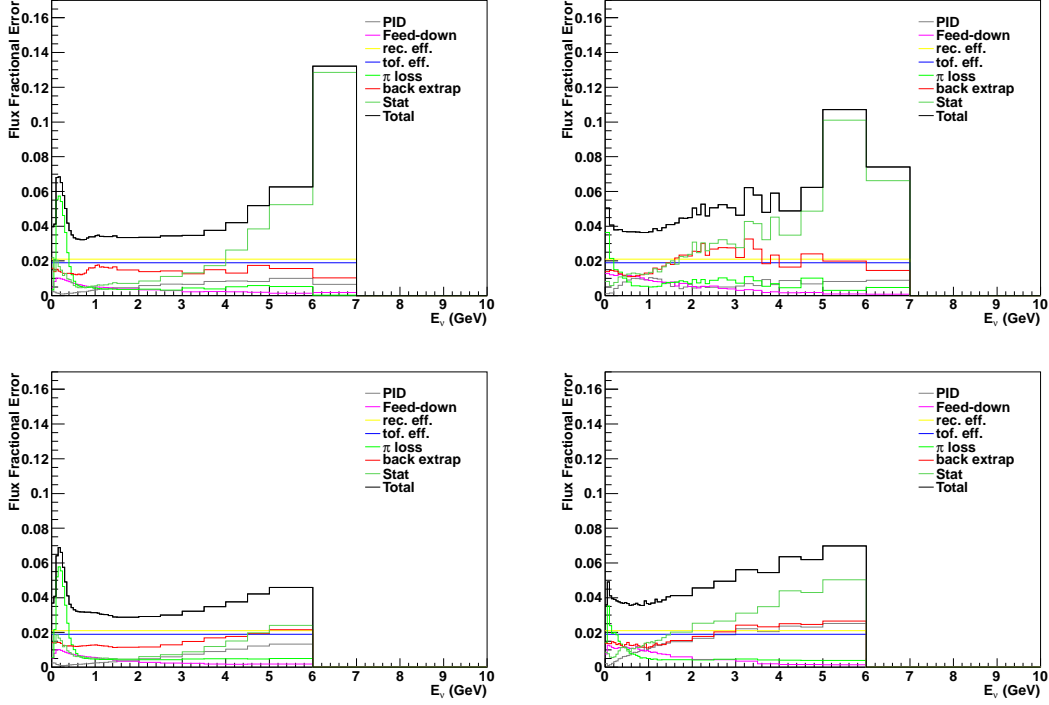 Flux Fractional Error
0.16
0.14
0.12
0.1
0.08
0.06
0.04
0.02
0
PID
Feed-down
rec. eff.
tof. eff.
π loss
back extrap
Stat
Total
0 1 2 3 4 5 6 7 8 9 10
Eν (GeV)
Flux Fractional Error
0.16
0.14
0.12
0.1
0.08
0.06
0.04
0.02
0
PID
Feed-down
rec. eff.
tof. eff.
π loss
back extrap
Stat
Total
0 1 2 3 4 5 6 7 8 9 10
Eν (GeV)
Flux Fractional Error
0.16
0.14
0.12
0.1
0.08
0.06
0.04
0.02
0
PID
Feed-down
rec. eff.
tof. eff.
π loss
back extrap
Stat
Total
0 1 2 3 4 5 6 7 8 9 10
Eν (GeV)
Flux Fractional Error
0.16
0.14
0.12
0.1
0.08
0.06
0.04
0.02
0
PID
Feed-down
rec. eff.
tof. eff.
π loss
back extrap
Stat
Total
0 1 2 3 4 5 6 7 8 9 10
Eν (GeV)